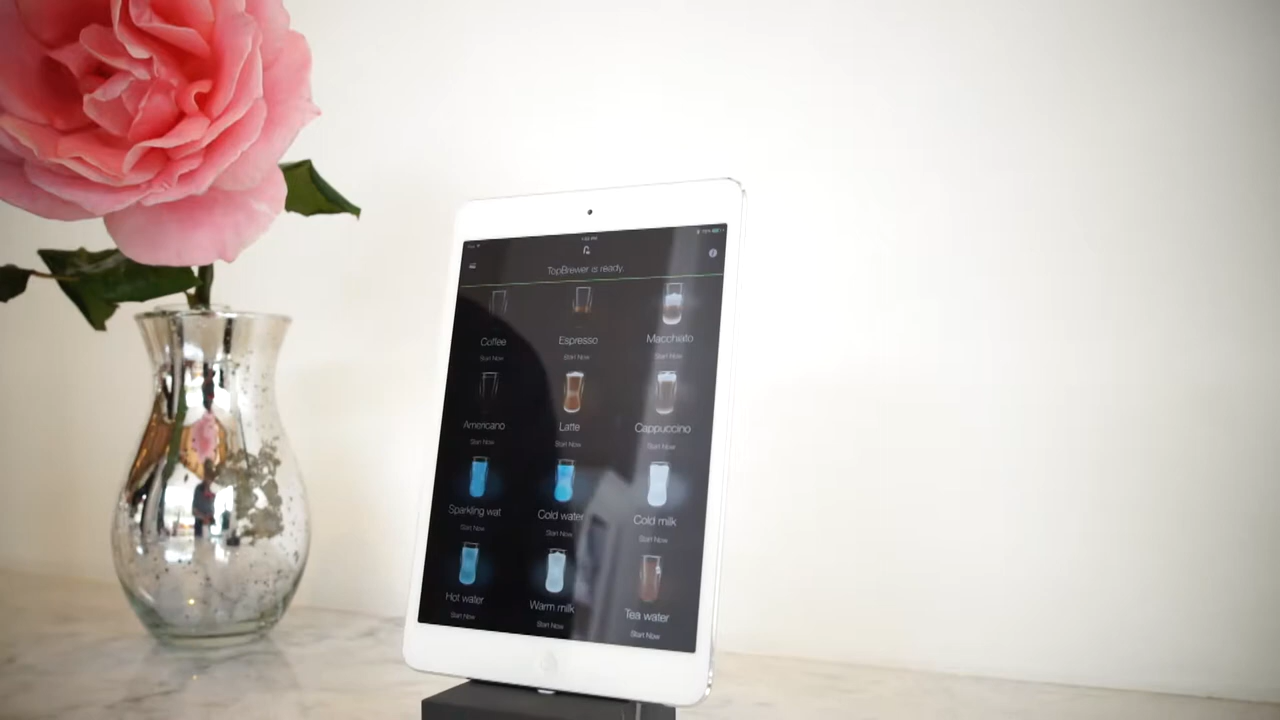 TopBrewer is ready.
Coffee Espresso Macchiato
Start Now Start Now Start Now
Americano Latte Cappuccino
Start Now Start Now Start Now
Sparkling wat Cold water Cold milk
Start Now Start Now Start Now
Hot water Warm milk Tea water
Start Now Start Now Start Now